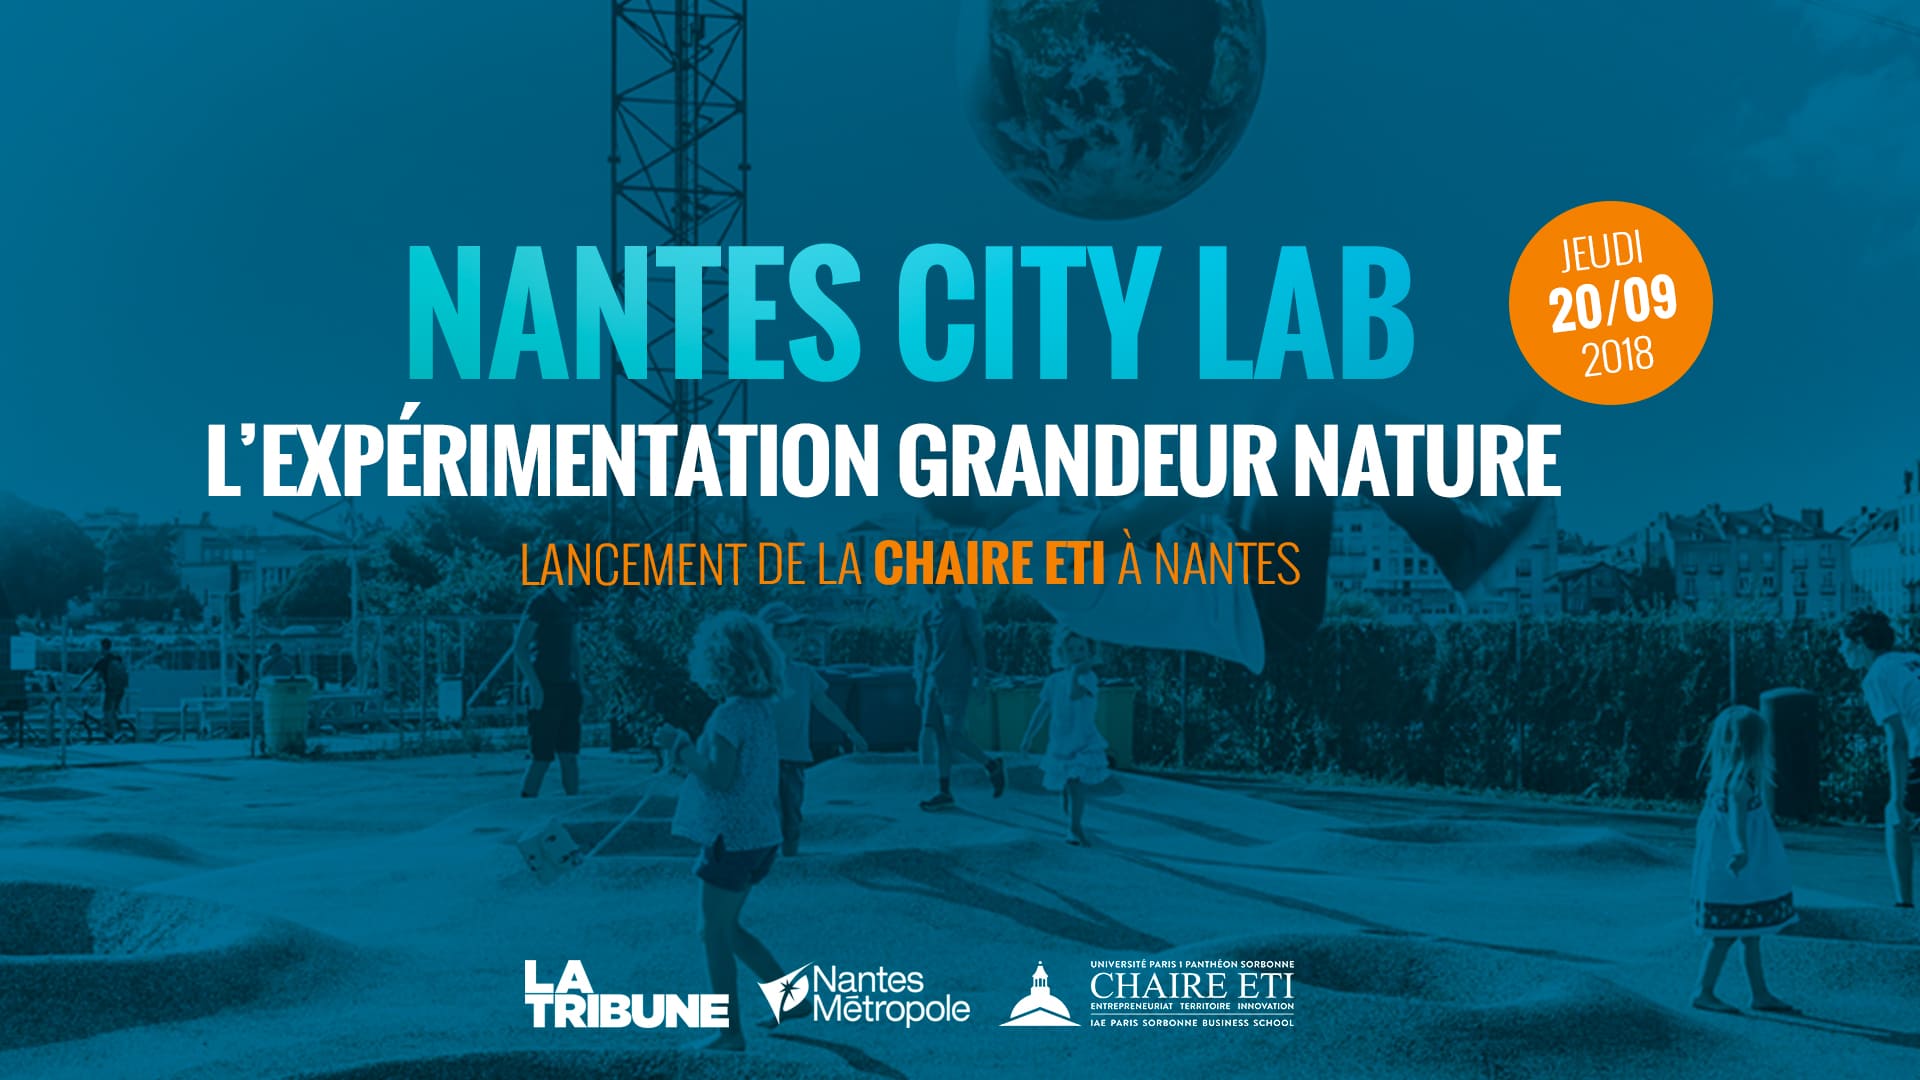 NANTES CITY LAB
JEUDI
20/09
2018
L'EXPÉRIMENTATION GRANDEUR NATURE
LANCEMENT DE LA CHAIRE ETI À NANTES
LA
TRIBUNE
Nantes
Métropole
UNIVERSITÉ PARIS 1 PANTHÉON SORBONNE
CHAIRE ETI
ENTREPRENEURIAT TERRITOIRE INNOVATION
IAE PARIS SORBONNE BUSINESS SCHOOL